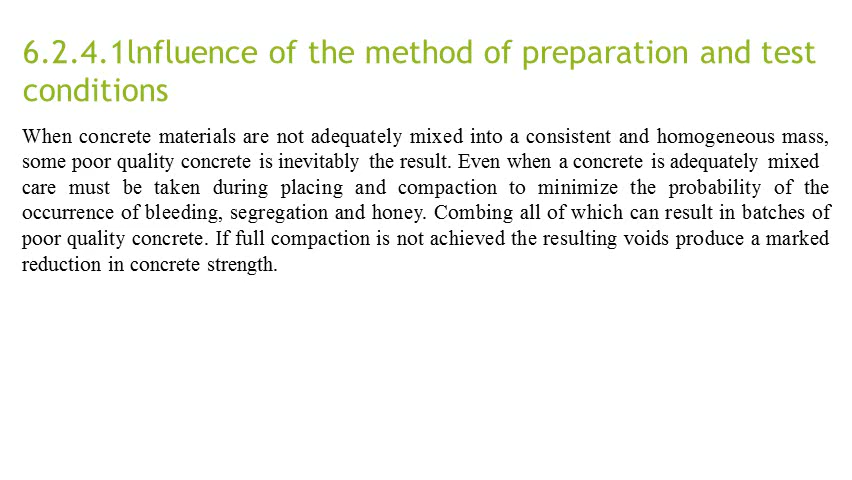 6.2.4.1lnfluence of the method of preparation and test
conditions
When concrete materials are not adequately mixed into a consistent and homogeneous mass,
some poor quality concrete is inevitably the result. Even when a concrete is adequately mixed
care must be taken during placing and compaction to minimize the probability of the
occurrence of bleeding, segregation and honey. Combing all of which can result in batches of
poor quality concrete. If full compaction is not achieved the resulting voids produce a marked
reduction in concrete strength.